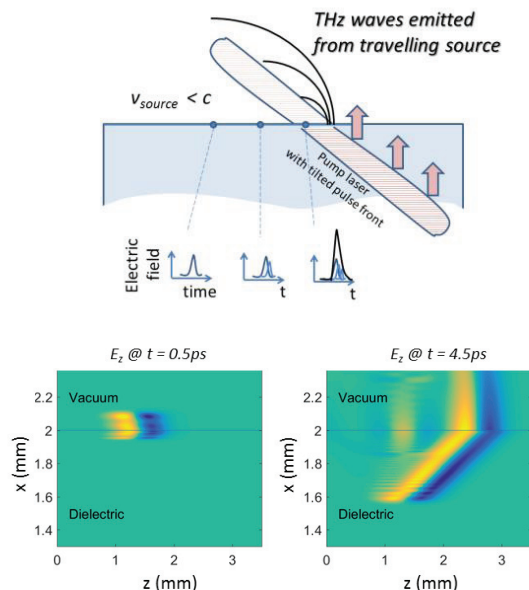 THz waves emitted
from travelling source
v_source < c
Pump laser
with tilted pulse front
Electric
field
time
t
t
E_z @ t = 0.5ps
E_z @ t = 4.5ps
Vacuum
Dielectric
x (mm)
2.2
2
1.8
1.6
1.4
0
1
2
3
z (mm)
Vacuum
Dielectric
x (mm)
2.2
2
1.8
1.6
1.4
0
1
2
3
z (mm)